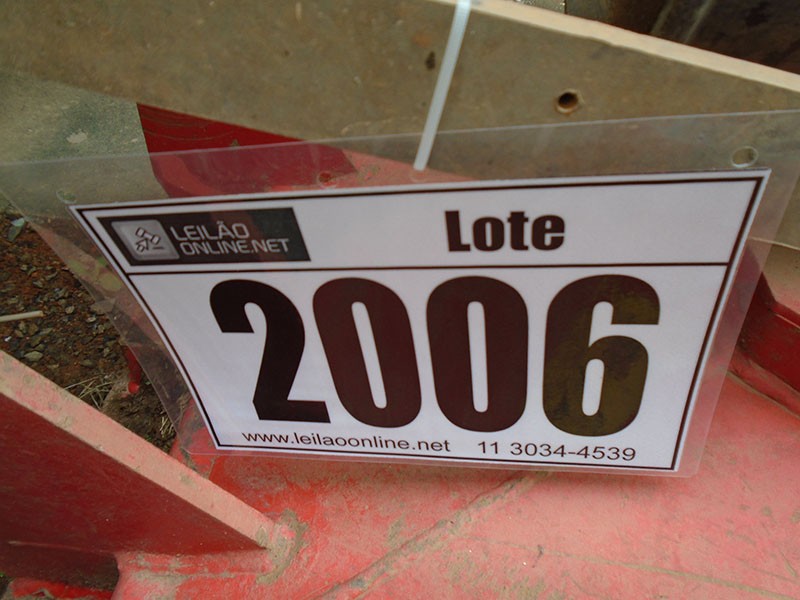 LEILÃO
ONLINE.NET
Lote
2006
www.leilaoonline.net 11 3034-4539